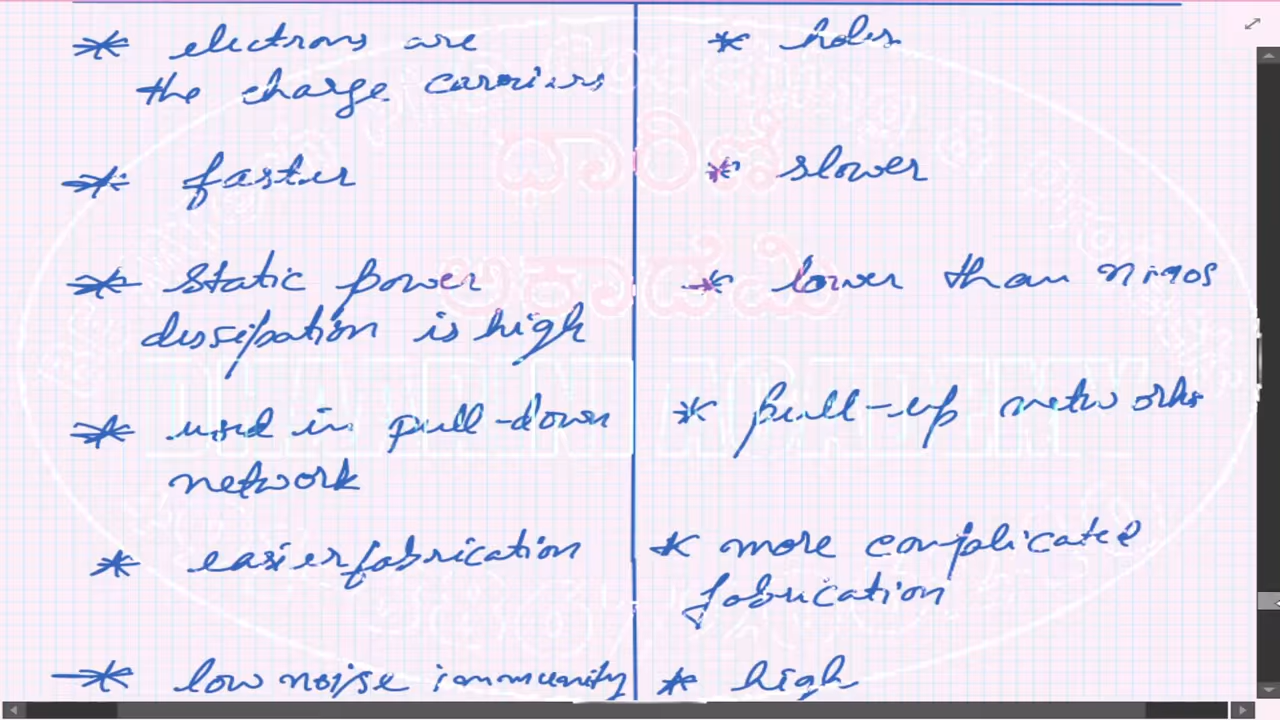 * electrons are
the charge carriers
* faster
* static power
dissipation is high
* used in pull-down
network
* easier fabrication
* low noise immunity
* holes
* slower
* lower than nmos
* pull-up networks
* more complicated
fabrication
* high
ಧಾರಿಣಿ
ಅಕಾಡೆಮಿ